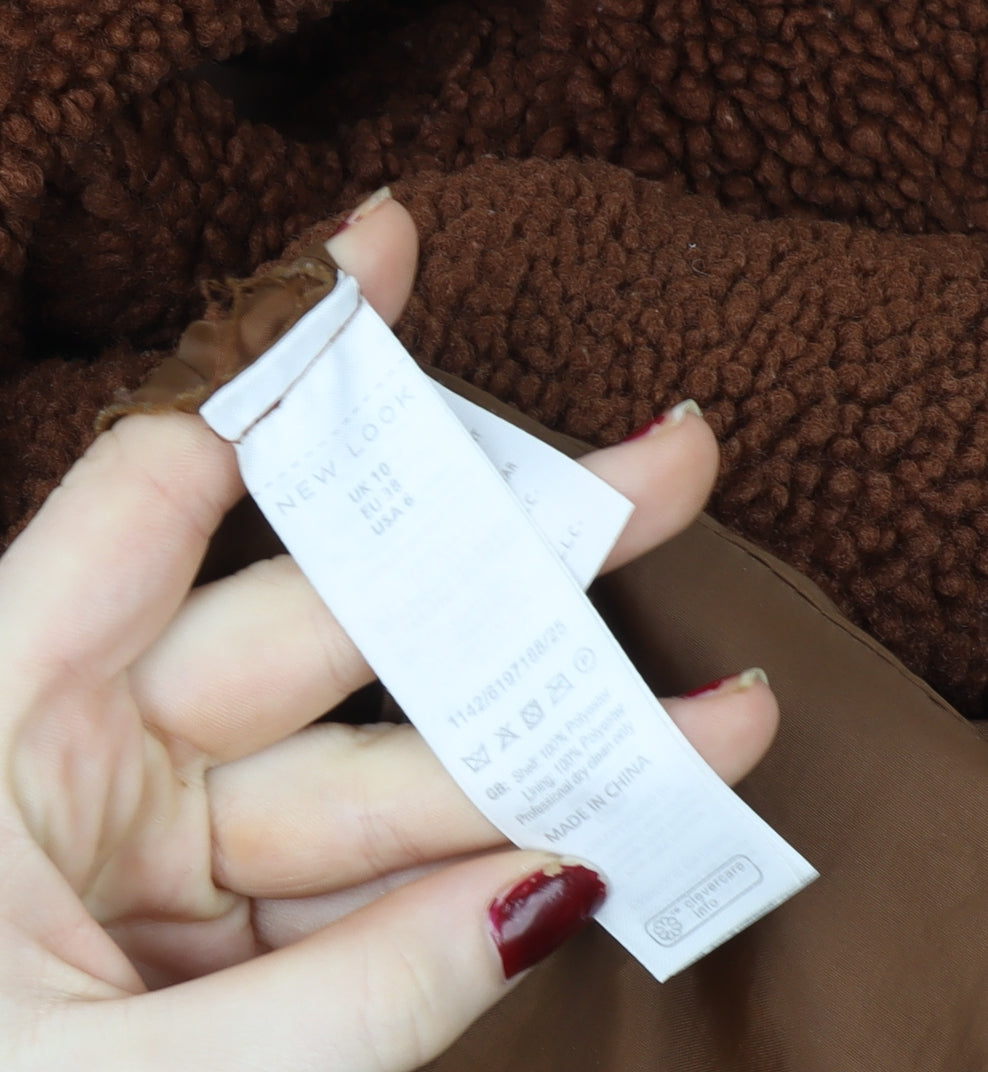 NEW LOOK
UK 10
EU 38
USA 6
1142/8197188/25
GB: Shell: 100% Polyester
Lining: 100% Polyester
Professional dry clean only
MADE IN CHINA
clevercare
info